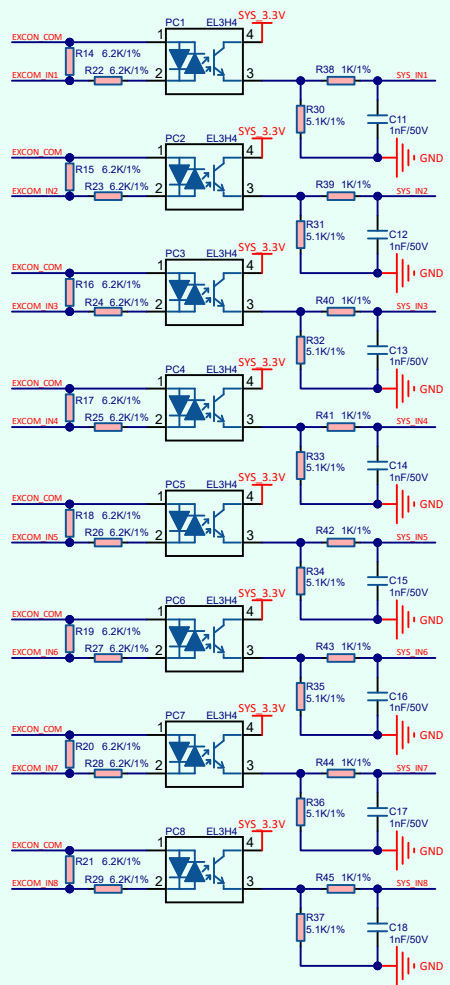 SYS_3.3V
PC1 EL3H4
EXCON_COM 1 4
R14 6.2K/1%
R22 6.2K/1% R38 1K/1%
EXCOM_IN1 2 3 SYS_IN1
R30
5.1K/1%
C11
1nF/50V
GND
SYS_3.3V
PC2 EL3H4
EXCON_COM 1 4
R15 6.2K/1%
R23 6.2K/1% R39 1K/1%
EXCOM_IN2 2 3 SYS_IN2
R31
5.1K/1%
C12
1nF/50V
GND
SYS_3.3V
PC3 EL3H4
EXCON_COM 1 4
R16 6.2K/1%
R24 6.2K/1% R40 1K/1%
EXCOM_IN3 2 3 SYS_IN3
R32
5.1K/1%
C13
1nF/50V
GND
SYS_3.3V
PC4 EL3H4
EXCON_COM 1 4
R17 6.2K/1%
R25 6.2K/1% R41 1K/1%
EXCOM_IN4 2 3 SYS_IN4
R33
5.1K/1%
C14
1nF/50V
GND
SYS_3.3V
PC5 EL3H4
EXCON_COM 1 4
R18 6.2K/1%
R26 6.2K/1% R42 1K/1%
EXCOM_IN5 2 3 SYS_IN5
R34
5.1K/1%
C15
1nF/50V
GND
SYS_3.3V
PC6 EL3H4
EXCON_COM 1 4
R19 6.2K/1%
R27 6.2K/1% R43 1K/1%
EXCOM_IN6 2 3 SYS_IN6
R35
5.1K/1%
C16
1nF/50V
GND
SYS_3.3V
PC7 EL3H4
EXCON_COM 1 4
R20 6.2K/1%
R28 6.2K/1% R44 1K/1%
EXCOM_IN7 2 3 SYS_IN7
R36
5.1K/1%
C17
1nF/50V
GND
SYS_3.3V
PC8 EL3H4
EXCON_COM 1 4
R21 6.2K/1%
R29 6.2K/1% R45 1K/1%
EXCOM_IN8 2 3 SYS_IN8
R37
5.1K/1%
C18
1nF/50V
GND